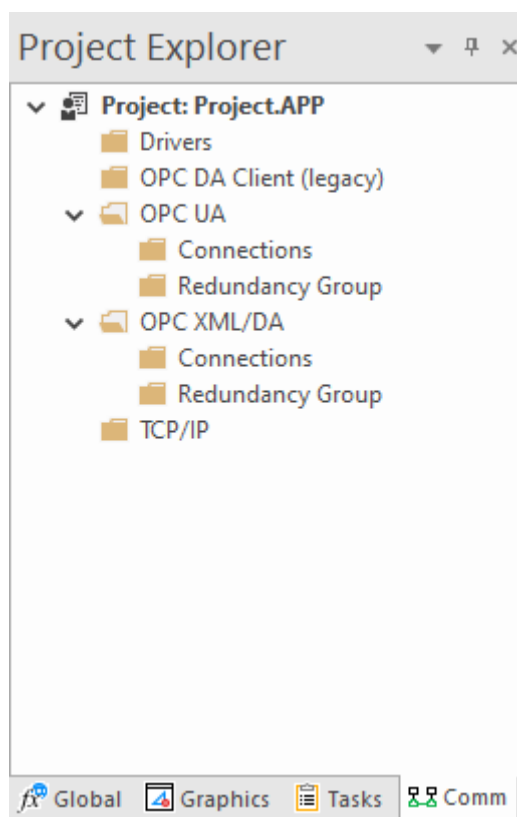 Project Explorer
Project: Project.APP
Drivers
OPC DA Client (legacy)
OPC UA
Connections
Redundancy Group
OPC XML/DA
Connections
Redundancy Group
TCP/IP
fx Global Graphics Tasks Comm